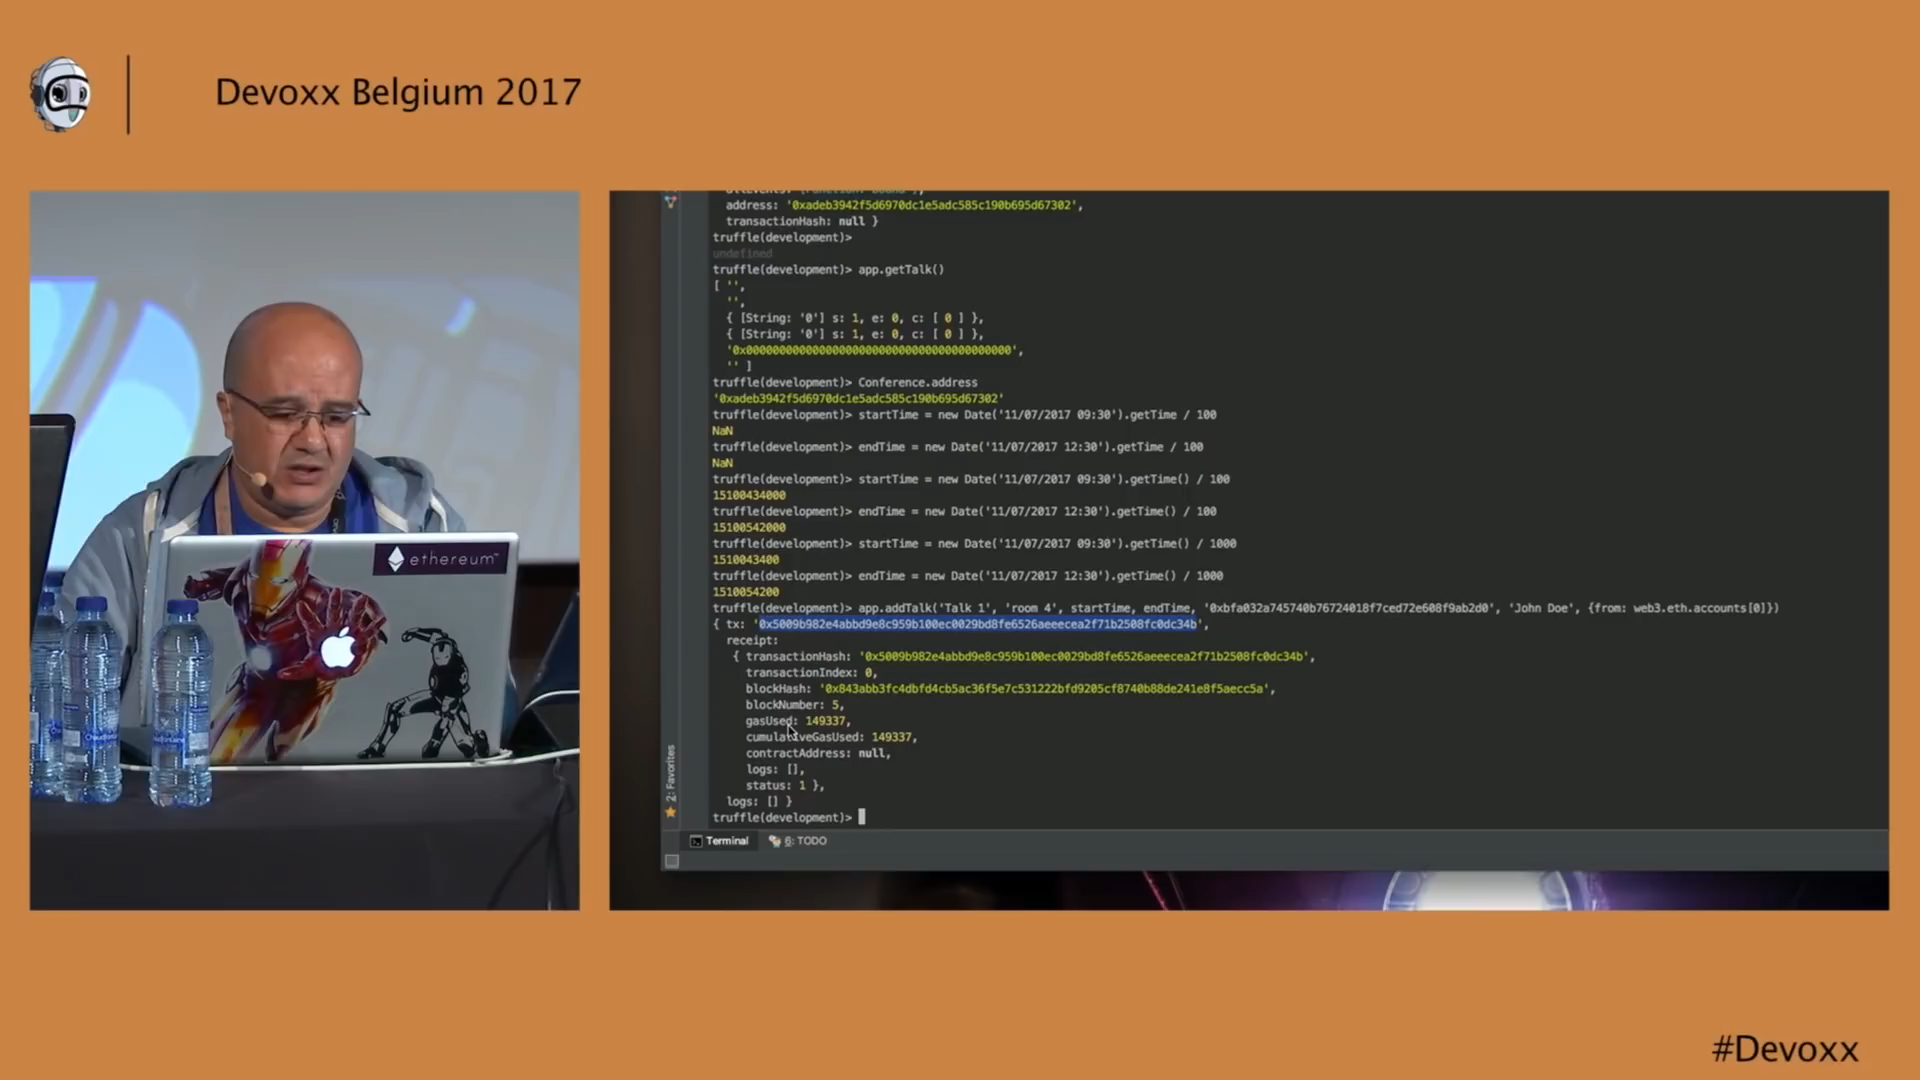 Devoxx Belgium 2017
address: '0xadeb3942f5d6970dc1e5adc585c190b695d67302',
transactionHash: null }
truffle(development)>
undefined
truffle(development)> app.getTalk()
[ '',
'',
{ [String: '0'] s: 1, e: 0, c: [ 0 ] },
{ [String: '0'] s: 1, e: 0, c: [ 0 ] },
'0x0000000000000000000000000000000000000000',
'' ]
truffle(development)> Conference.address
'0xadeb3942f5d6970dc1e5adc585c190b695d67302'
truffle(development)> startTime = new Date('11/07/2017 09:30').getTime / 100
NaN
truffle(development)> endTime = new Date('11/07/2017 12:30').getTime / 100
NaN
truffle(development)> startTime = new Date('11/07/2017 09:30').getTime() / 100
15100434000
truffle(development)> endTime = new Date('11/07/2017 12:30').getTime() / 100
15100542000
truffle(development)> startTime = new Date('11/07/2017 09:30').getTime() / 1000
1510043400
truffle(development)> endTime = new Date('11/07/2017 12:30').getTime() / 1000
1510054200
truffle(development)> app.addTalk('Talk 1', 'room 4', startTime, endTime, '0xbfa032a745740b76724018f7ced72e608f9ab2d0', 'John Doe', {from: web3.eth.accounts[0]})
{ tx: '0x5009b982e4abbd9e8c959b100ec0029bd8fe6526aeeecea2f71b2508fc0dc34b',
receipt:
{ transactionHash: '0x5009b982e4abbd9e8c959b100ec0029bd8fe6526aeeecea2f71b2508fc0dc34b',
transactionIndex: 0,
blockHash: '0x843abb3fc4dbfd4cb5ac36f5e7c531222bfd9205cf8740b88de241e8f5aecc5a',
blockNumber: 5,
gasUsed: 149337,
cumulativeGasUsed: 149337,
contractAddress: null,
logs: [],
status: 1 },
logs: [] }
truffle(development)>
2: Favorites
Terminal
6: TODO
ethereum™
#Devoxx